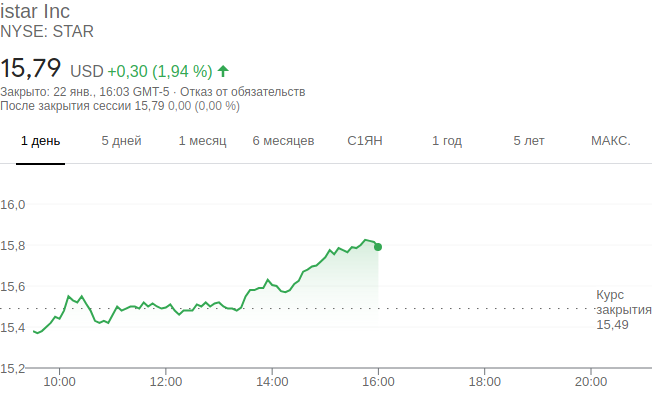 istar Inc
NYSE: STAR
15,79 USD +0,30 (1,94 %)
Закрыто: 22 янв., 16:03 GMT-5 · Отказ от обязательств
После закрытия сессии 15,79 0,00 (0,00 %)
1 день 5 дней 1 месяц 6 месяцев С1ЯН 1 год 5 лет МАКС.
16,0
15,8
15,6
Курс
закрытия
15,49
15,4
15,2
10:00 12:00 14:00 16:00 18:00 20:00